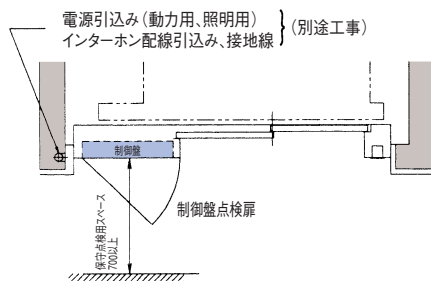 電源引込み(動力用、照明用)
インターホン配線引込み、接地線
(別途工事)
制御盤
制御盤点検扉
保守点検用スペース
700以上